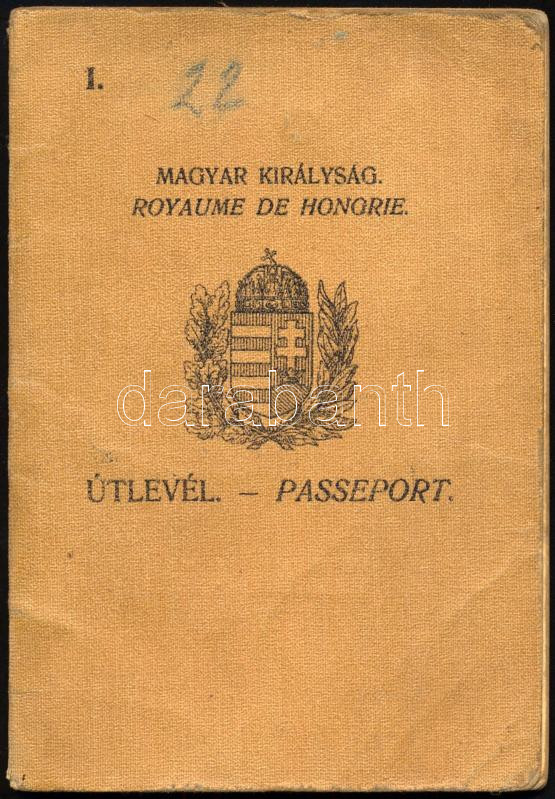 I. 22
MAGYAR KIRÁLYSÁG.
ROYAUME DE HONGRIE.
darabanth
ÚTLEVÉL. – PASSEPORT.